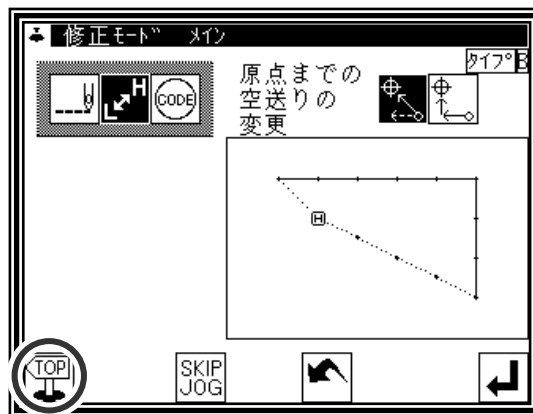 修正モード メイン
タイプB
原点までの
空送りの
変更
L H
CODE
H
TOP
SKIP
JOG